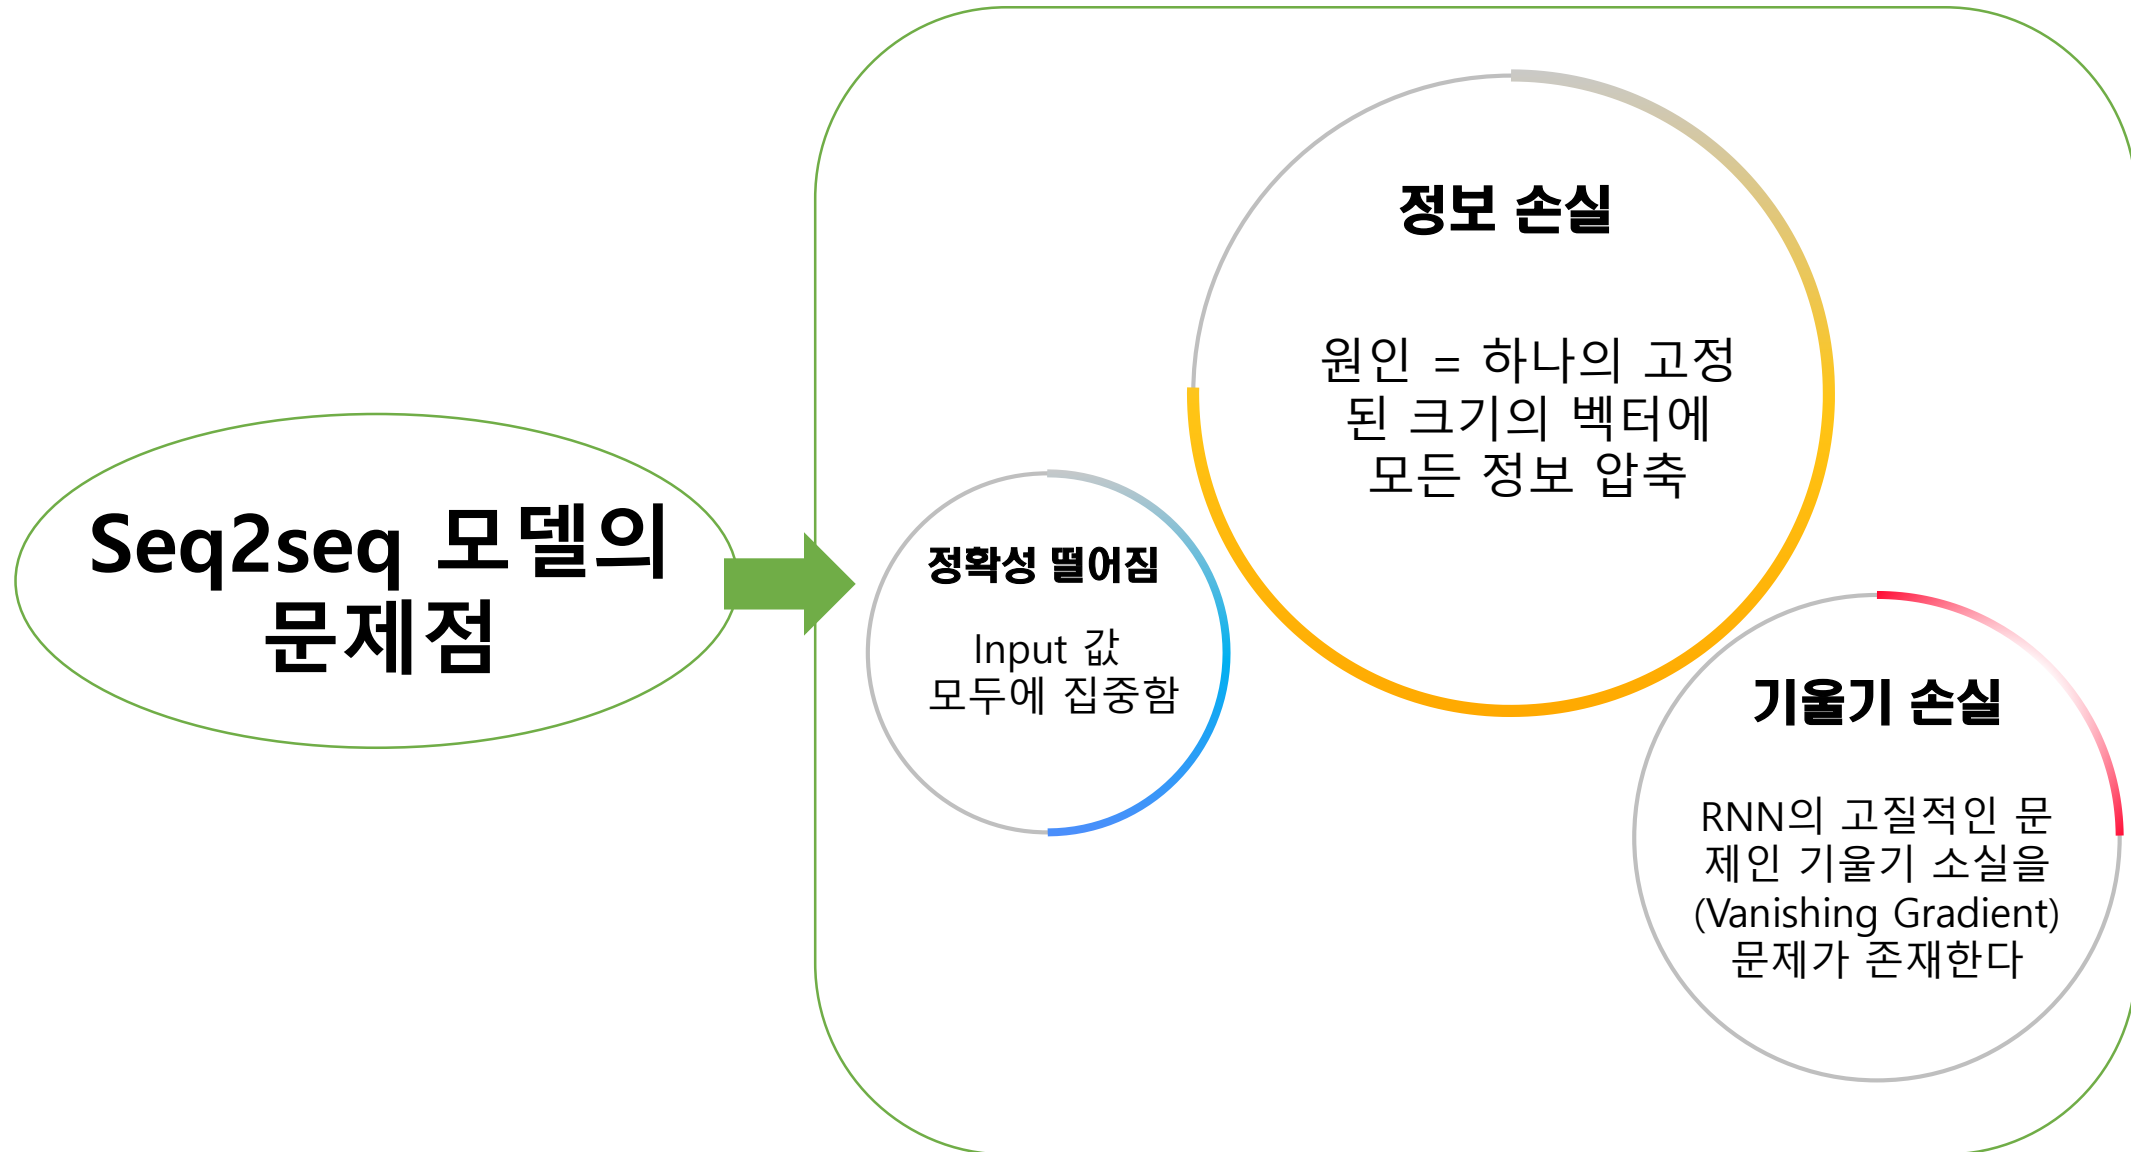 Seq2seq 모델의
문제점
정확성 떨어짐
Input 값
모두에 집중함
정보 손실
원인 = 하나의 고정
된 크기의 벡터에
모든 정보 압축
기울기 손실
RNN의 고질적인 문
제인 기울기 소실을
(Vanishing Gradient)
문제가 존재한다